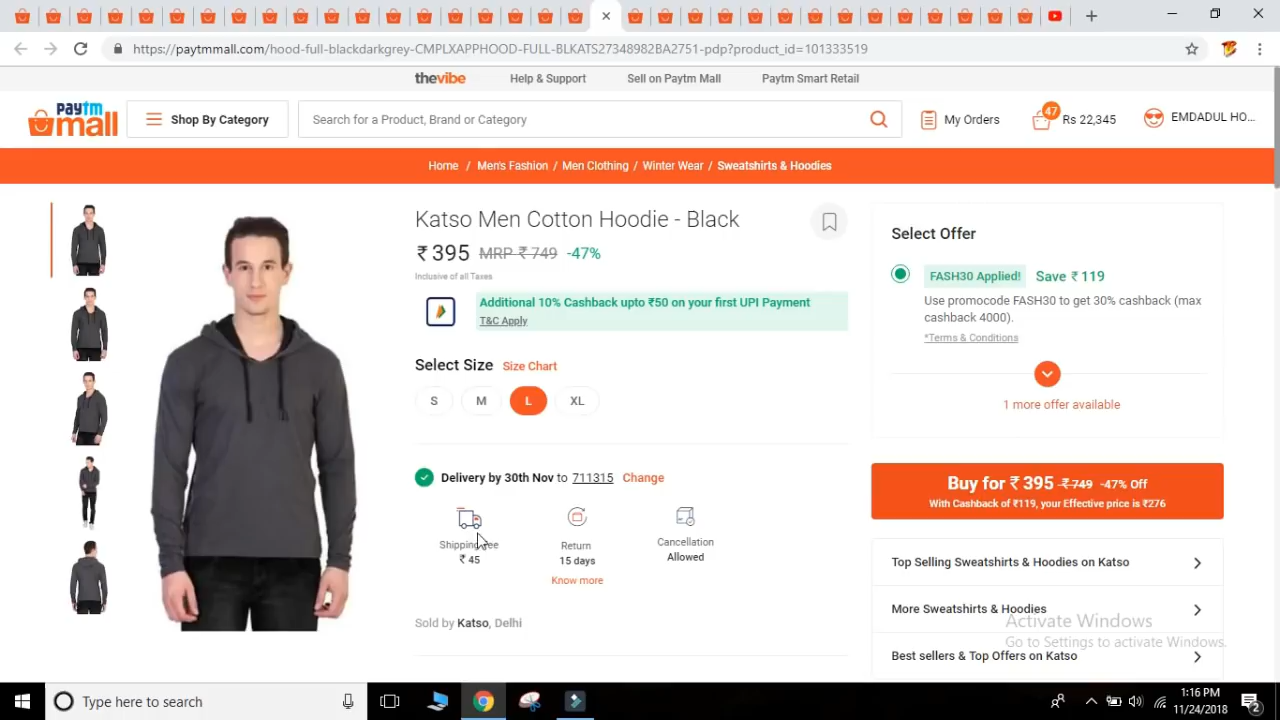 https://paytmmall.com/hood-full-blackdarkgrey-CMPLXAPPHOOD-FULL-BLKATS27348982BA2751-pdp?product_id=101333519
thevibe Help & Support Sell on Paytm Mall Paytm Smart Retail
paytm mall
Shop By Category
Search for a Product, Brand or Category
My Orders
47
Rs 22,345
EMDADUL HO...
Home / Men's Fashion / Men Clothing / Winter Wear / Sweatshirts & Hoodies
Katso Men Cotton Hoodie - Black
₹ 395 MRP ₹ 749 -47%
Inclusive of all Taxes
Additional 10% Cashback upto ₹50 on your first UPI Payment
T&C Apply
Select Size Size Chart
S M L XL
Delivery by 30th Nov to 711315 Change
Shipping Fee
₹ 45
Return
15 days
Know more
Cancellation
Allowed
Sold by Katso, Delhi
Select Offer
FASH30 Applied! Save ₹ 119
Use promocode FASH30 to get 30% cashback (max
cashback 4000).
*Terms & Conditions
1 more offer available
Buy for ₹ 395 ₹ 749 -47% Off
With Cashback of ₹119, your Effective price is ₹276
Top Selling Sweatshirts & Hoodies on Katso
More Sweatshirts & Hoodies
Best sellers & Top Offers on Katso
Activate Windows
Go to Settings to activate Windows.
Type here to search
1:16 PM
11/24/2018
2